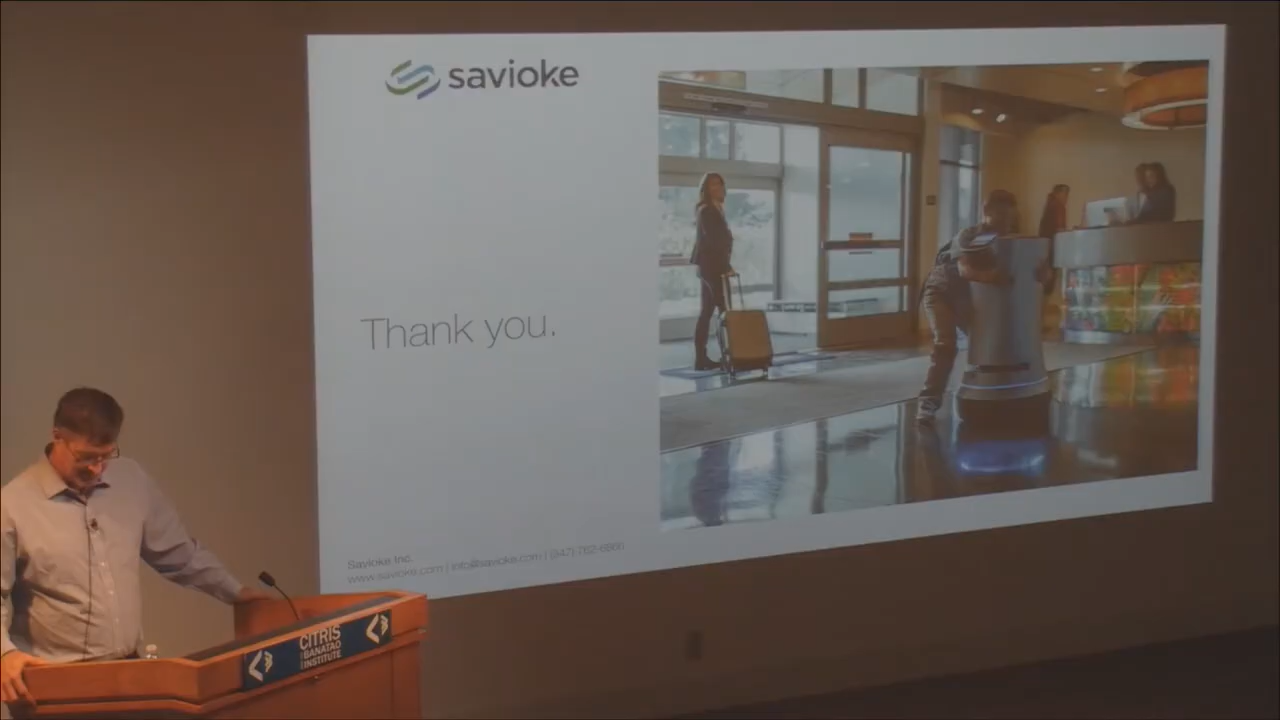 savioke
Thank you.
Savioke Inc.
www.savioke.com | info@savioke.com |
CITRIS
BANATAO
INSTITUTE